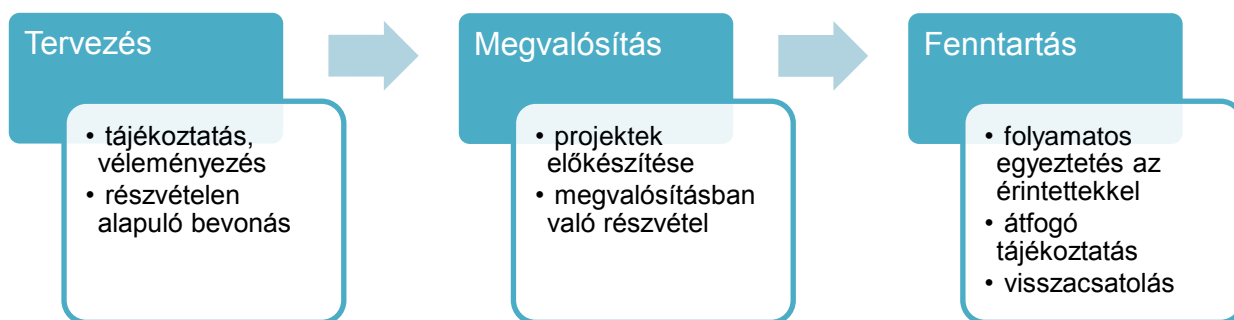 Tervezés
• tájékoztatás,
véleményezés
• részvételen
alapuló bevonás
Megvalósítás
• projektek
előkészítése
• megvalósításban
való részvétel
Fenntartás
• folyamatos
egyeztetés az
érintettekkel
• átfogó
tájékoztatás
• visszacsatolás